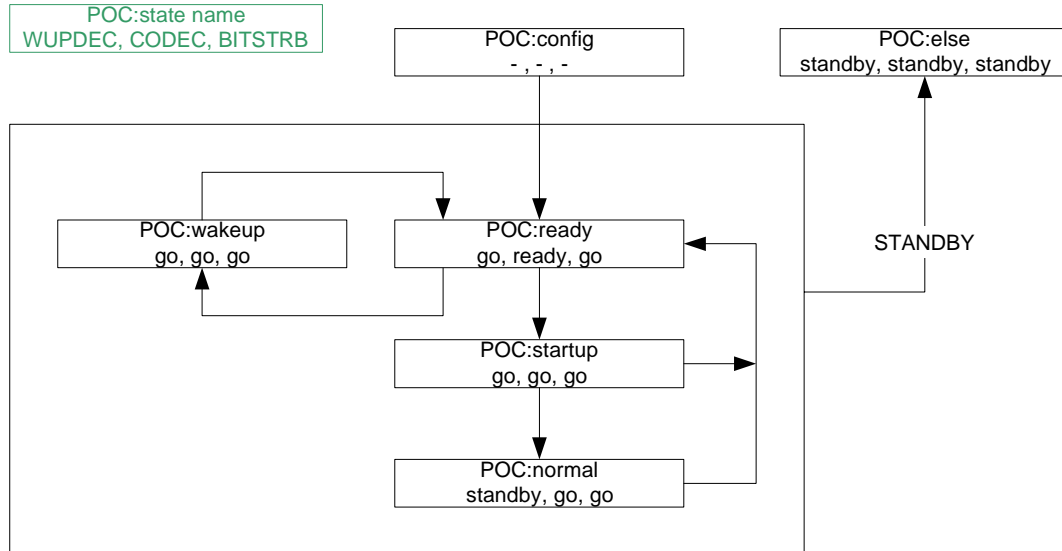 POC:state name
WUPDEC, CODEC, BITSTRB
POC:config
- , - , -
POC:else
standby, standby, standby
POC:wakeup
go, go, go
POC:ready
go, ready, go
STANDBY
POC:startup
go, go, go
POC:normal
standby, go, go